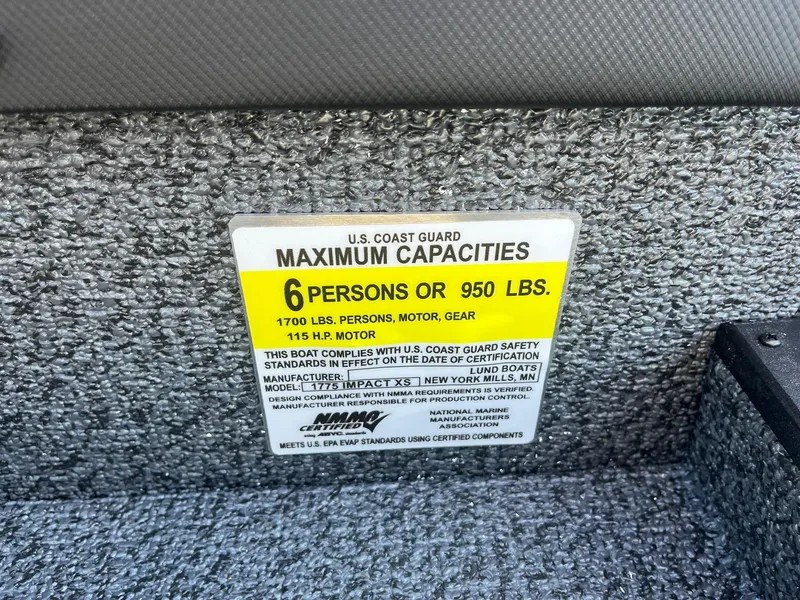 U.S. COAST GUARD
MAXIMUM CAPACITIES
6 PERSONS OR 950 LBS.
1700 LBS. PERSONS, MOTOR, GEAR
115 H.P. MOTOR
THIS BOAT COMPLIES WITH U.S. COAST GUARD SAFETY
STANDARDS IN EFFECT ON THE DATE OF CERTIFICATION
MANUFACTURER: LUND BOATS
MODEL: 1775 IMPACT XS NEW YORK MILLS, MN
DESIGN COMPLIANCE WITH NMMA REQUIREMENTS IS VERIFIED.
MANUFACTURER RESPONSIBLE FOR PRODUCTION CONTROL.
NMMA
CERTIFIED
using ABYC standards
NATIONAL MARINE
MANUFACTURERS
ASSOCIATION
MEETS U.S. EPA EVAP STANDARDS USING CERTIFIED COMPONENTS